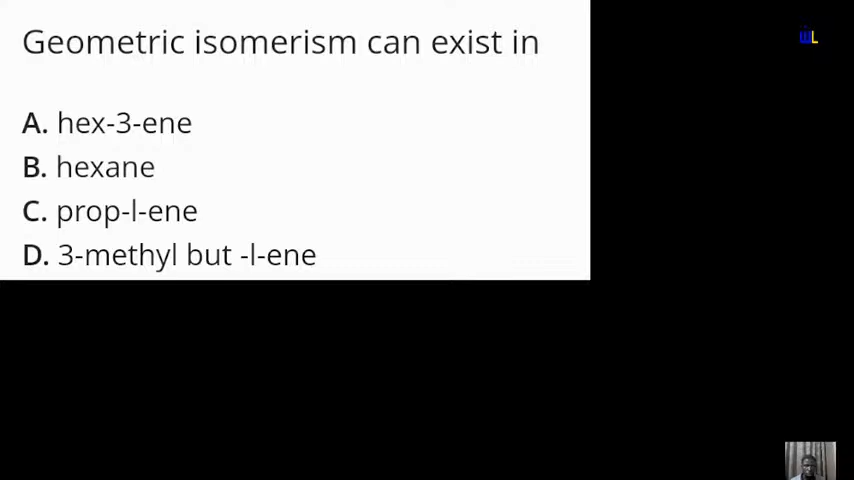 Geometric isomerism can exist in
A. hex-3-ene
B. hexane
C. prop-l-ene
D. 3-methyl but -l-ene